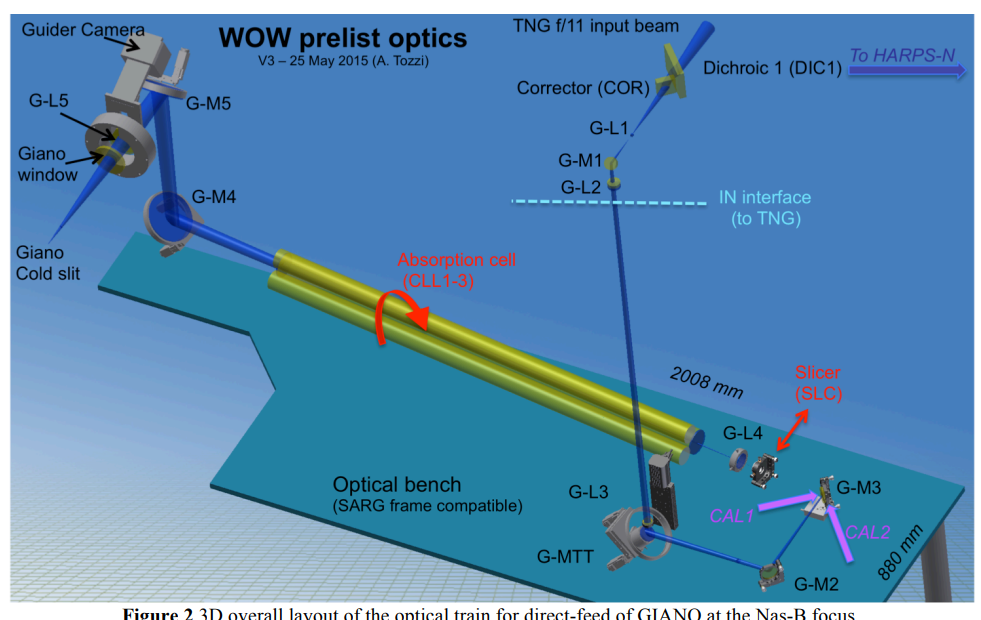 Guider Camera
WOW prelist optics
V3 – 25 May 2015 (A. Tozzi)
TNG f/11 input beam
To HARPS-N
Dichroic 1 (DIC1)
Corrector (COR)
G-L5
G-M5
G-L1
Giano
window
G-M1
G-L2
G-M4
IN interface
(to TNG)
Giano
Cold slit
Absorption cell
(CLL1-3)
2008 mm
Slicer
(SLC)
G-L4
Optical bench
(SARG frame compatible)
G-L3
G-M3
CAL1
CAL2
G-MTT
G-M2
880 mm
Figure 2 3D overall layout of the optical train for direct-feed of GIANO at the Nas-B focus